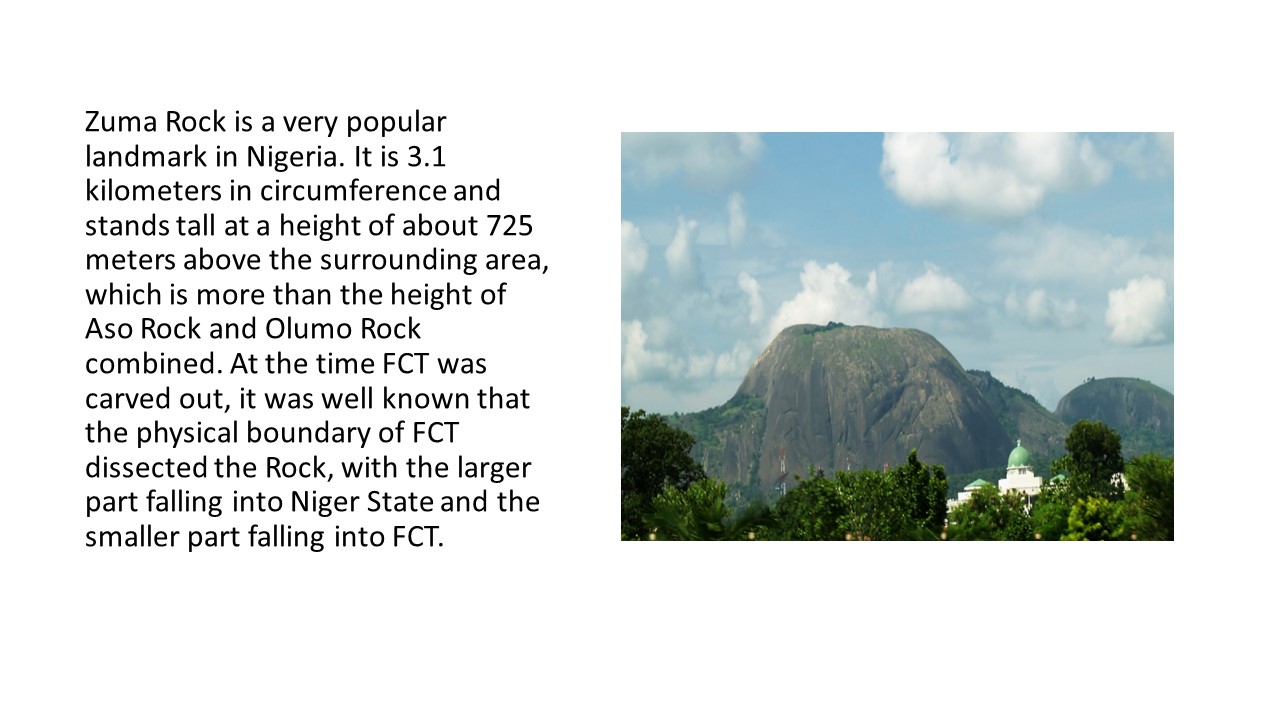 Zuma Rock is a very popular
landmark in Nigeria. It is 3.1
kilometers in circumference and
stands tall at a height of about 725
meters above the surrounding area,
which is more than the height of
Aso Rock and Olumo Rock
combined. At the time FCT was
carved out, it was well known that
the physical boundary of FCT
dissected the Rock, with the larger
part falling into Niger State and the
smaller part falling into FCT.